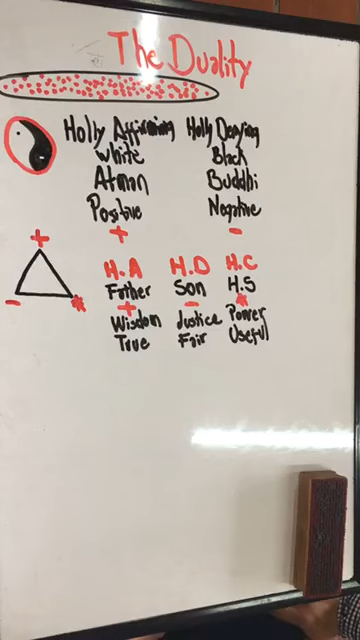 The Duality
Holly Affirming Holly Denying
White Black
Atman Buddhi
Positive Negative
+ -
+
H.A H.D H.C
Father Son H.S
- * + - *
Wisdom Justice Power
True Fair Useful